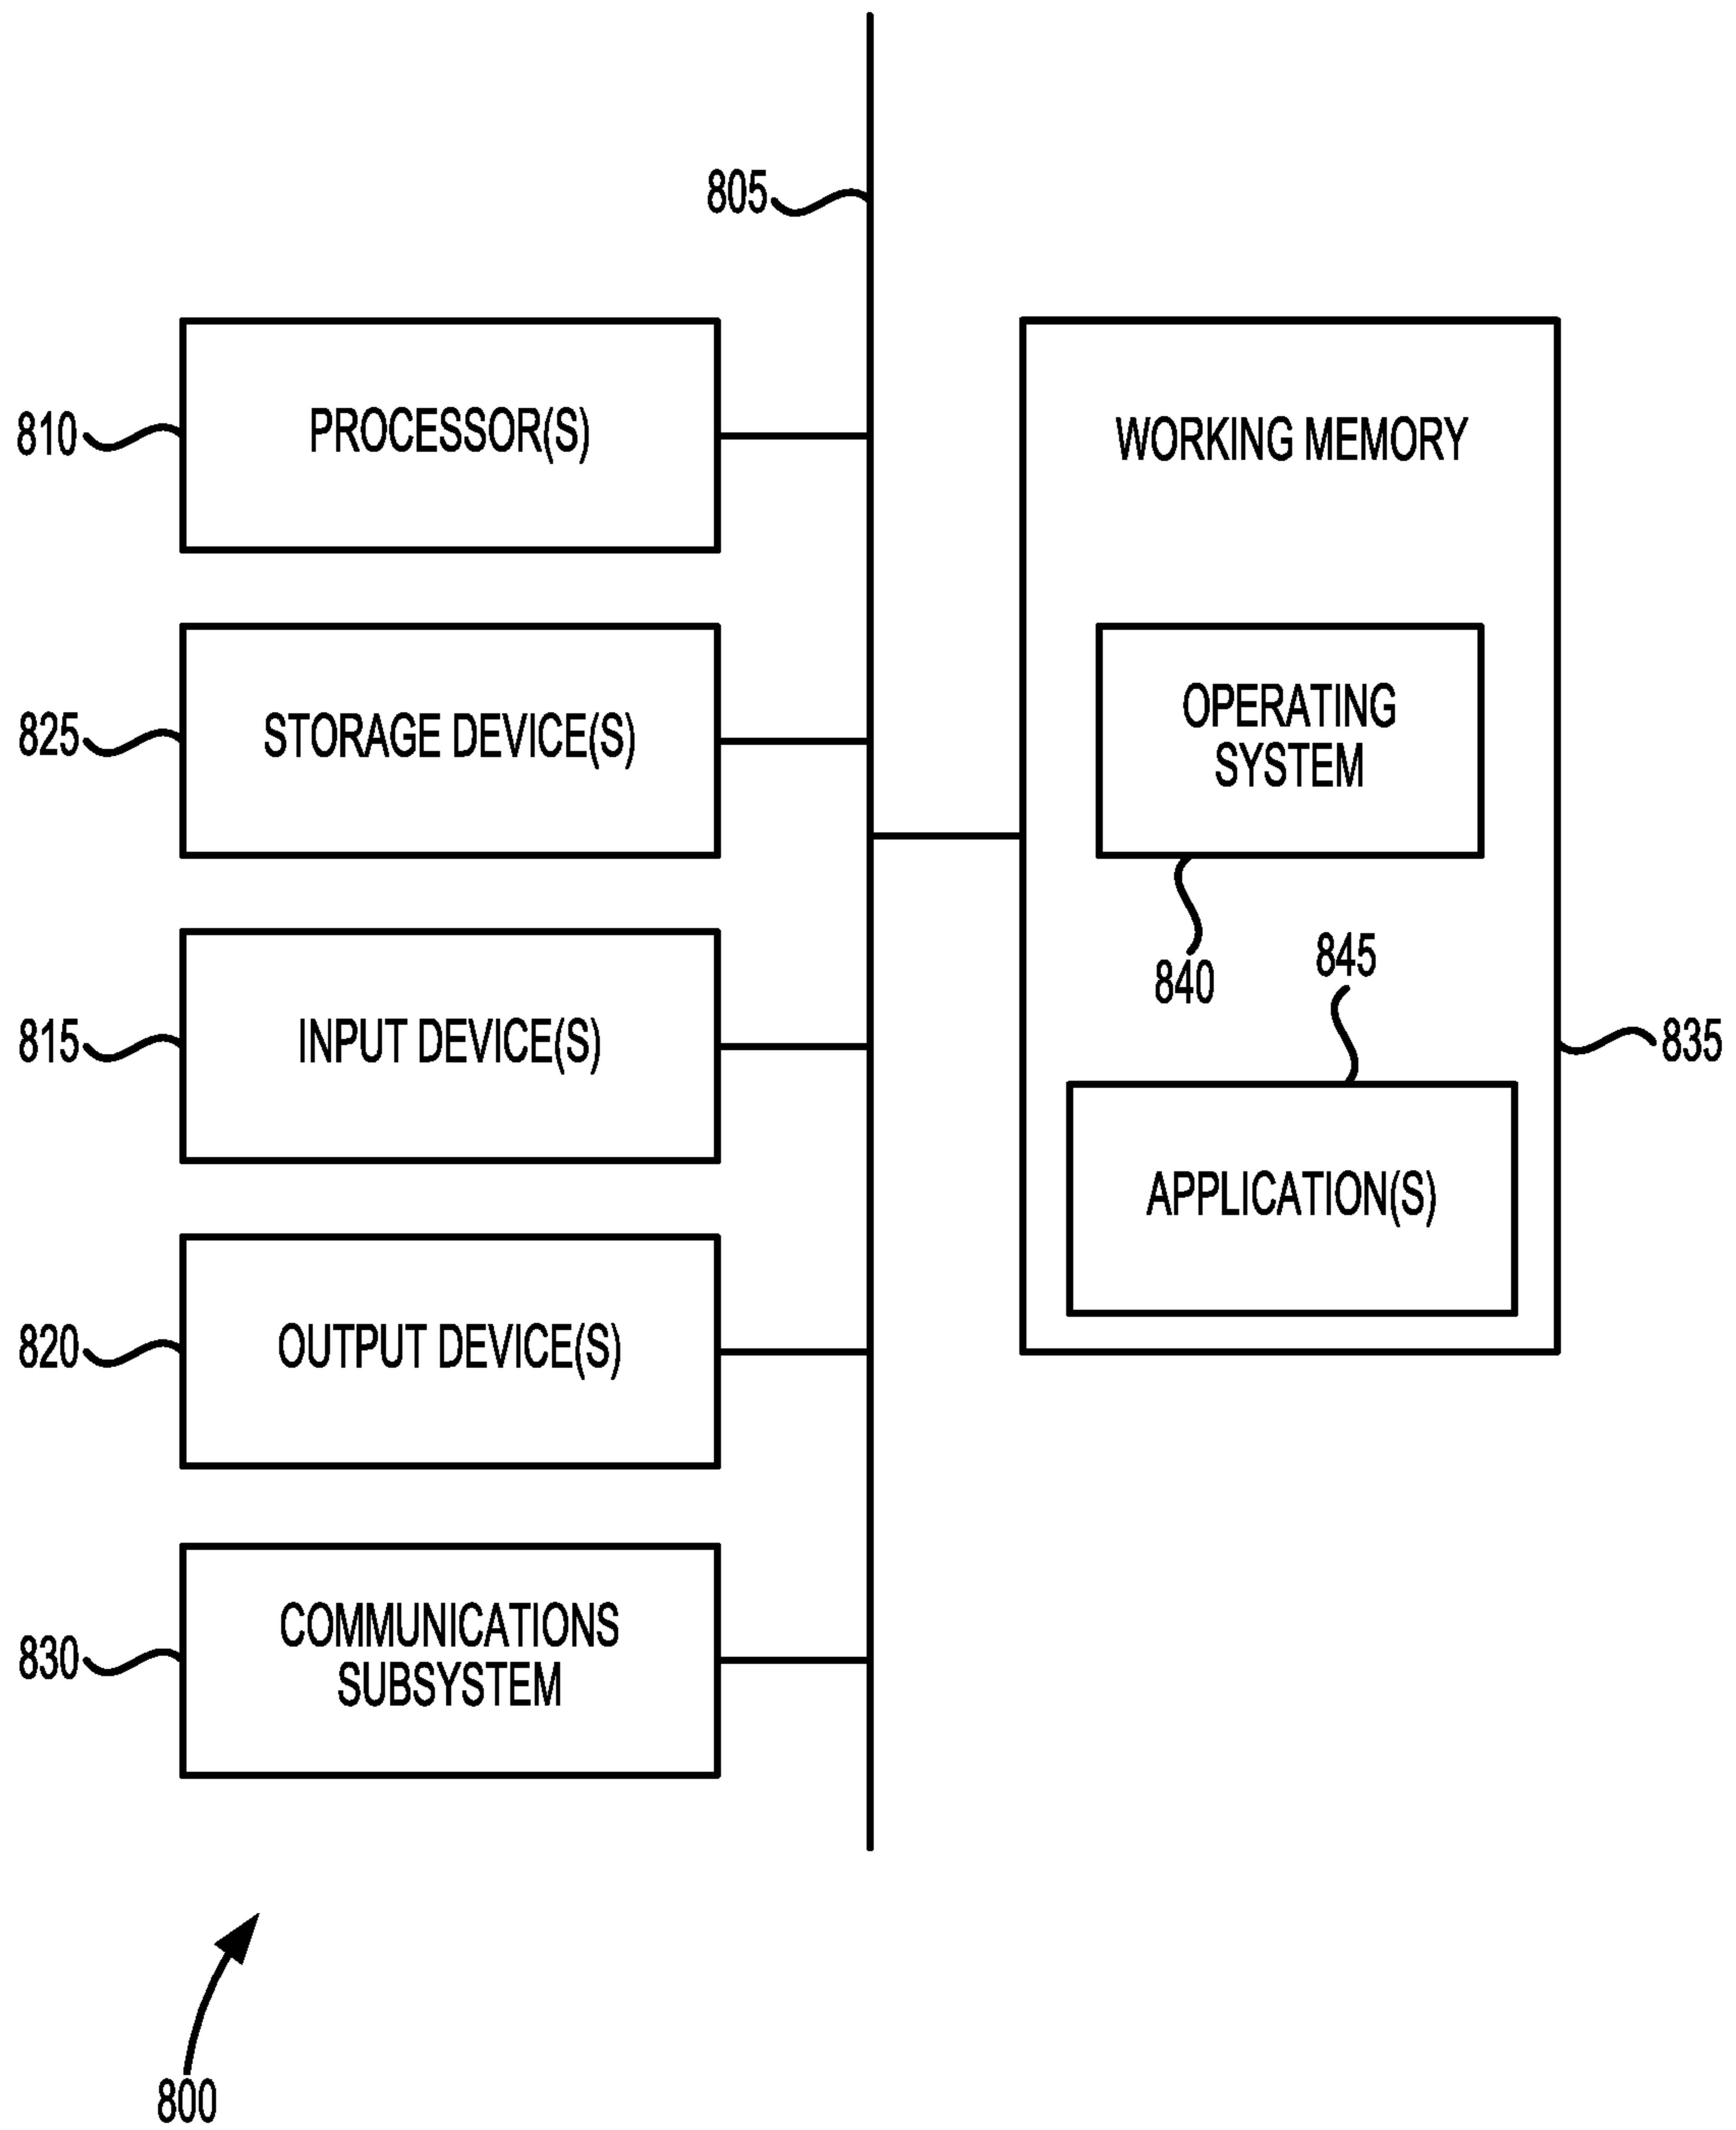 805
810
PROCESSOR(S)
WORKING MEMORY
825
STORAGE DEVICE(S)
OPERATING
SYSTEM
840
845
815
INPUT DEVICE(S)
835
APPLICATION(S)
820
OUTPUT DEVICE(S)
830
COMMUNICATIONS
SUBSYSTEM
800